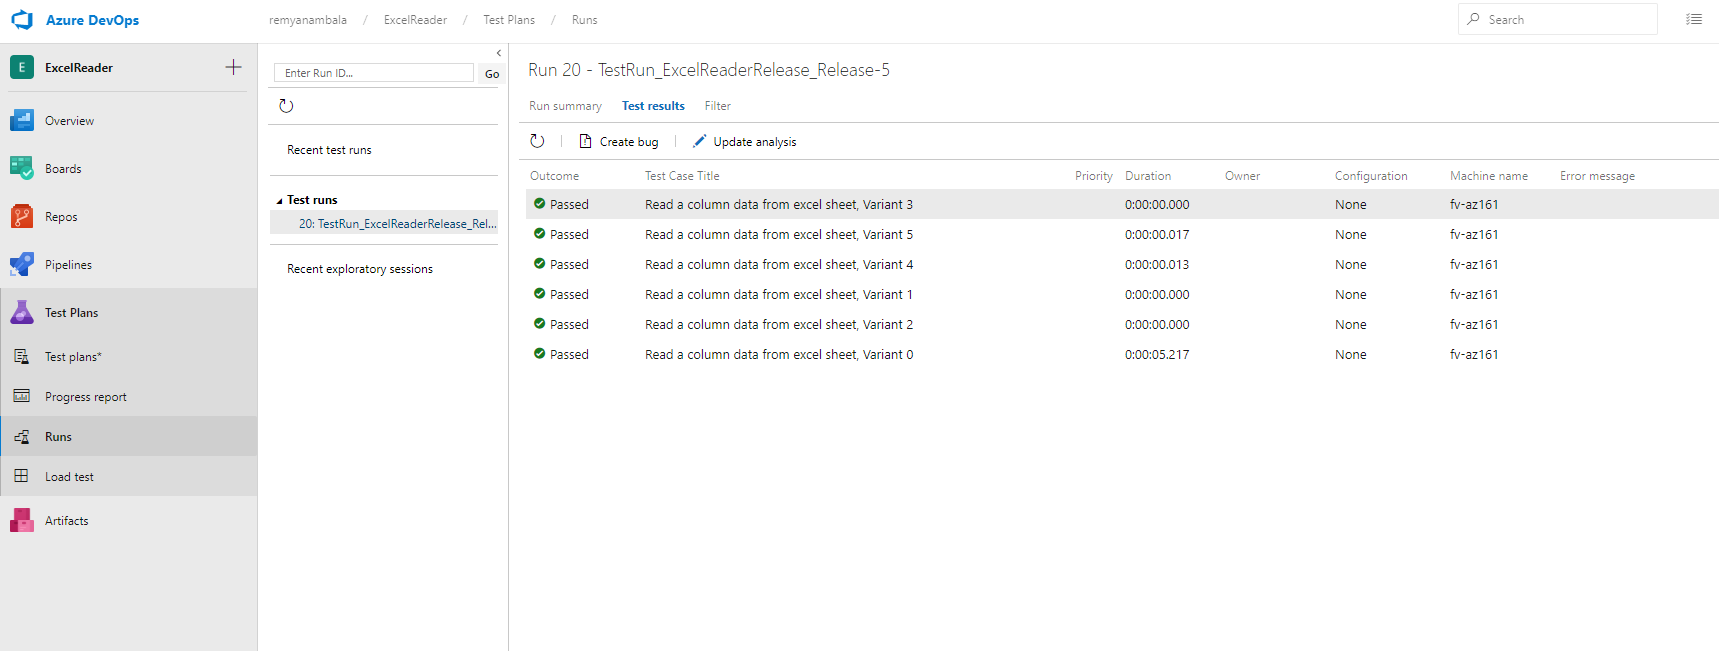 Azure DevOps
remyanambala / ExcelReader / Test Plans / Runs
Search
E ExcelReader
Overview
Boards
Repos
Pipelines
Test Plans
Test plans*
Progress report
Runs
Load test
Artifacts
Enter Run ID... Go
Recent test runs
Test runs
20: TestRun_ExcelReaderRelease_Rel...
Recent exploratory sessions
Run 20 - TestRun_ExcelReaderRelease_Release-5
Run summary Test results Filter
Create bug Update analysis
Outcome Test Case Title Priority Duration Owner Configuration Machine name Error message
Passed Read a column data from excel sheet, Variant 3 0:00:00.000 None fv-az161
Passed Read a column data from excel sheet, Variant 5 0:00:00.017 None fv-az161
Passed Read a column data from excel sheet, Variant 4 0:00:00.013 None fv-az161
Passed Read a column data from excel sheet, Variant 1 0:00:00.000 None fv-az161
Passed Read a column data from excel sheet, Variant 2 0:00:00.000 None fv-az161
Passed Read a column data from excel sheet, Variant 0 0:00:05.217 None fv-az161